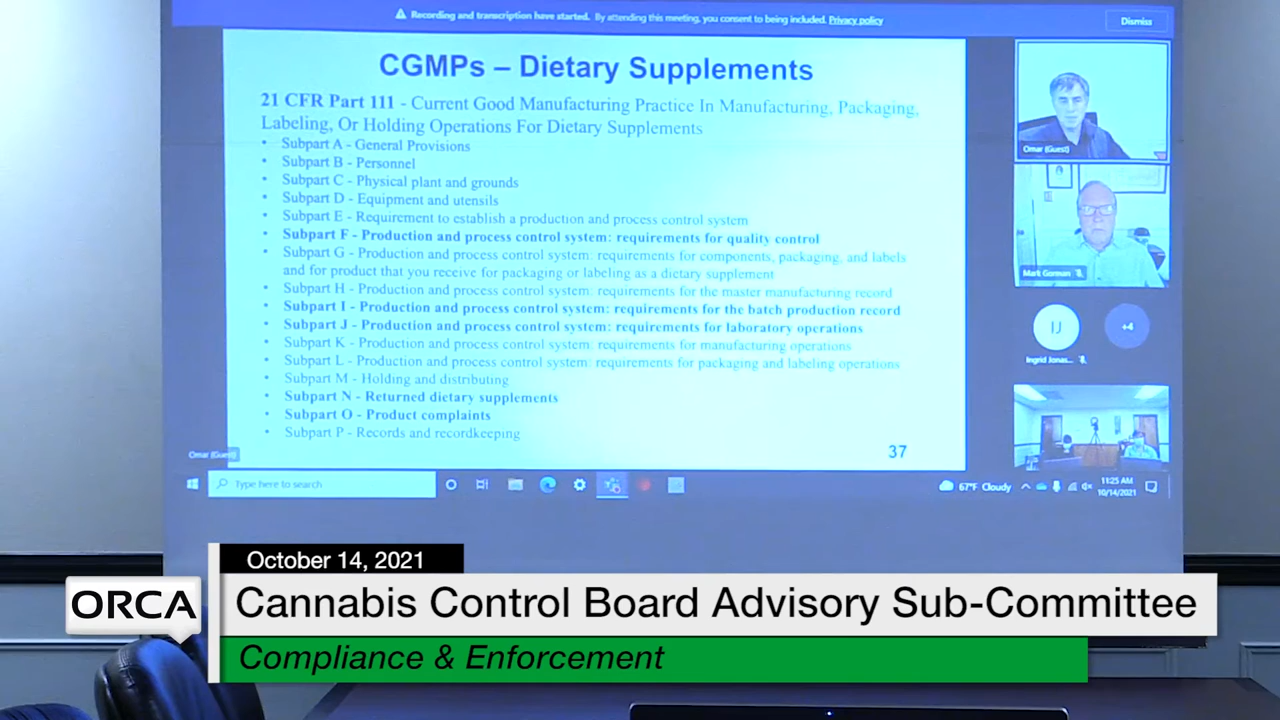 Recording and transcription have started. By attending this meeting, you consent to being included. Privacy policy
Dismiss
CGMPs – Dietary Supplements
21 CFR Part 111 - Current Good Manufacturing Practice In Manufacturing, Packaging,
Labeling, Or Holding Operations For Dietary Supplements
• Subpart A - General Provisions
• Subpart B - Personnel
• Subpart C - Physical plant and grounds
• Subpart D - Equipment and utensils
• Subpart E - Requirement to establish a production and process control system
• Subpart F - Production and process control system: requirements for quality control
• Subpart G - Production and process control system: requirements for components, packaging, and labels
and for product that you receive for packaging or labeling as a dietary supplement
• Subpart H - Production and process control system: requirements for the master manufacturing record
• Subpart I - Production and process control system: requirements for the batch production record
• Subpart J - Production and process control system: requirements for laboratory operations
• Subpart K - Production and process control system: requirements for manufacturing operations
• Subpart L - Production and process control system: requirements for packaging and labeling operations
• Subpart M - Holding and distributing
• Subpart N - Returned dietary supplements
• Subpart O - Product complaints
• Subpart P - Records and recordkeeping
37
Omar (Guest)
Omar (Guest)
Mark Gorman
IJ
+4
Ingrid Jonas...
Type here to search
67°F Cloudy
11:25 AM
10/14/2021
October 14, 2021
ORCA
Cannabis Control Board Advisory Sub-Committee
Compliance & Enforcement